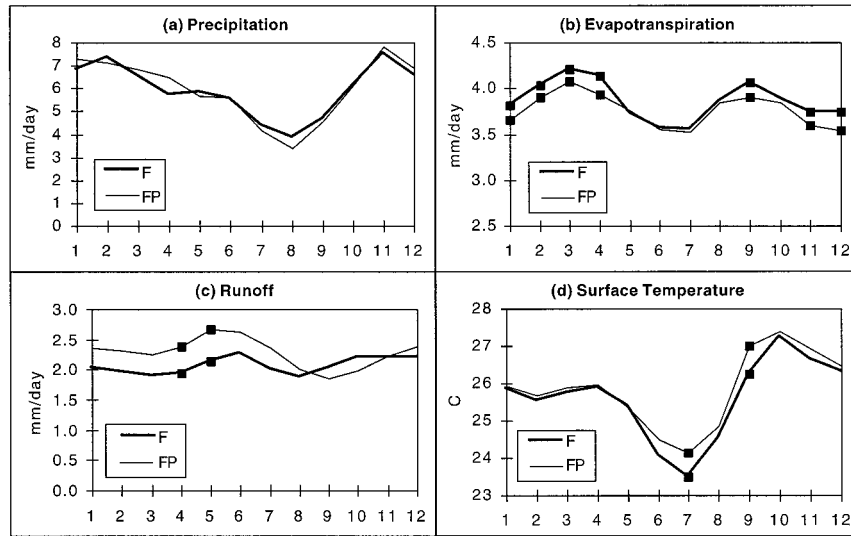 (a) Precipitation
8
7
6
5
4
3
2
1
0
mm/day
F
FP
1 2 3 4 5 6 7 8 9 10 11 12
(b) Evapotranspiration
4.5
4.0
3.5
3.0
2.5
mm/day
F
FP
1 2 3 4 5 6 7 8 9 10 11 12
(c) Runoff
3.0
2.5
2.0
1.5
1.0
0.5
0.0
mm/day
F
FP
1 2 3 4 5 6 7 8 9 10 11 12
(d) Surface Temperature
28
27
26
25
24
23
C
F
FP
1 2 3 4 5 6 7 8 9 10 11 12